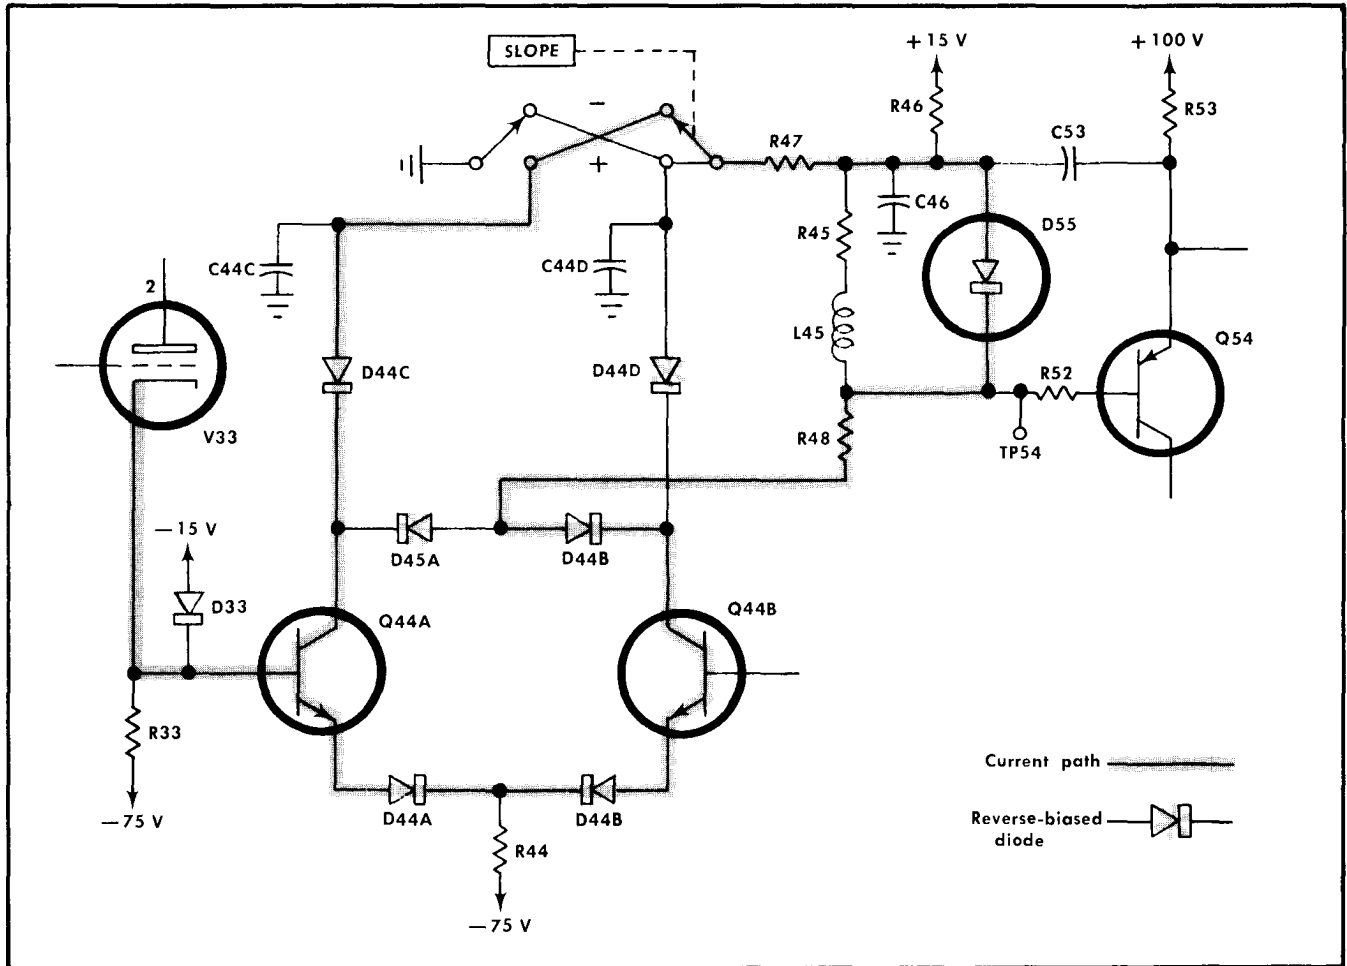 SLOPE
+15 V
+100 V
R46
R53
R47
C53
−
+
C46
D55
R45
C44C
C44D
2
L45
Q54
D44C
D44D
R52
V33
R48
TP54
−15 V
D45A
D44B
D33
Q44A
Q44B
R33
Current path
D44A
D44B
−75 V
Reverse-biased
diode
R44
−75 V